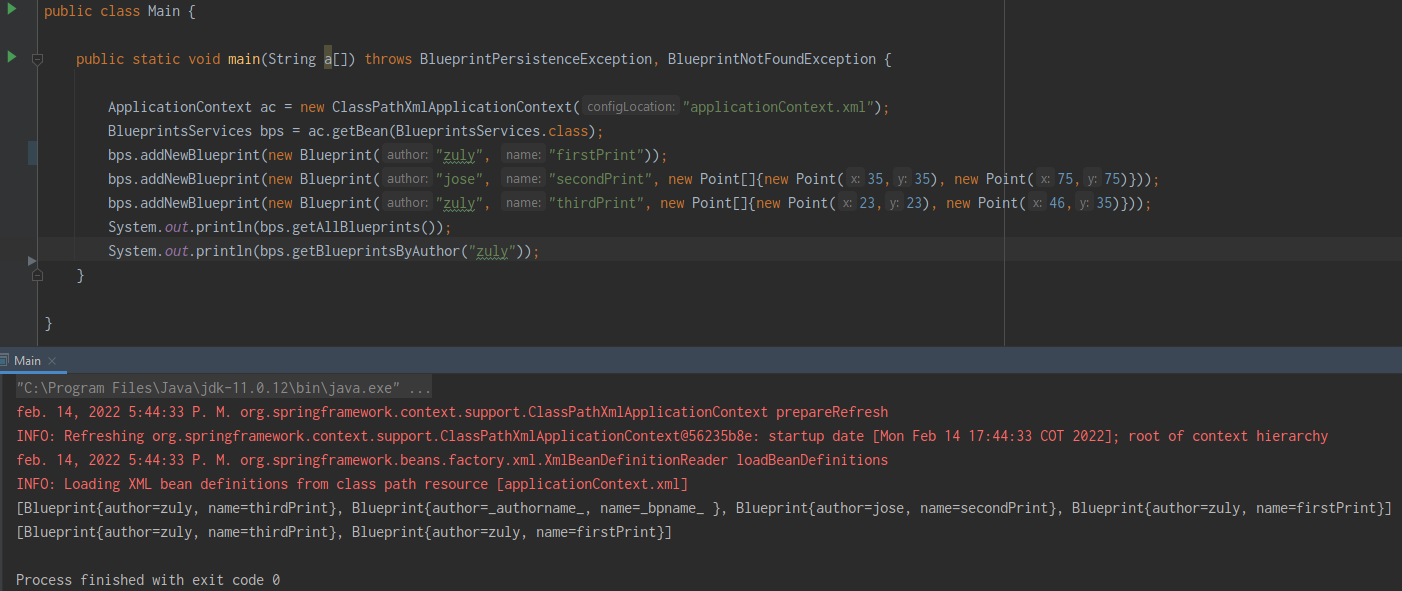 public class Main {
public static void main(String a[]) throws BlueprintPersistenceException, BlueprintNotFoundException {
ApplicationContext ac = new ClassPathXmlApplicationContext( configLocation: "applicationContext.xml");
BlueprintsServices bps = ac.getBean(BlueprintsServices.class);
bps.addNewBlueprint(new Blueprint( author: "zuly", name: "firstPrint"));
bps.addNewBlueprint(new Blueprint( author: "jose", name: "secondPrint", new Point[]{new Point( x: 35, y: 35), new Point( x: 75, y: 75)}));
bps.addNewBlueprint(new Blueprint( author: "zuly", name: "thirdPrint", new Point[]{new Point( x: 23, y: 23), new Point( x: 46, y: 35)}));
System.out.println(bps.getAllBlueprints());
System.out.println(bps.getBlueprintsByAuthor("zuly"));
}
}
Main
"C:\Program Files\Java\jdk-11.0.12\bin\java.exe" ...
feb. 14, 2022 5:44:33 P. M. org.springframework.context.support.ClassPathXmlApplicationContext prepareRefresh
INFO: Refreshing org.springframework.context.support.ClassPathXmlApplicationContext@56235b8e: startup date [Mon Feb 14 17:44:33 COT 2022]; root of context hierarchy
feb. 14, 2022 5:44:33 P. M. org.springframework.beans.factory.xml.XmlBeanDefinitionReader loadBeanDefinitions
INFO: Loading XML bean definitions from class path resource [applicationContext.xml]
[Blueprint{author=zuly, name=thirdPrint}, Blueprint{author=_authorname_, name=_bpname_ }, Blueprint{author=jose, name=secondPrint}, Blueprint{author=zuly, name=firstPrint}]
[Blueprint{author=zuly, name=thirdPrint}, Blueprint{author=zuly, name=firstPrint}]
Process finished with exit code 0